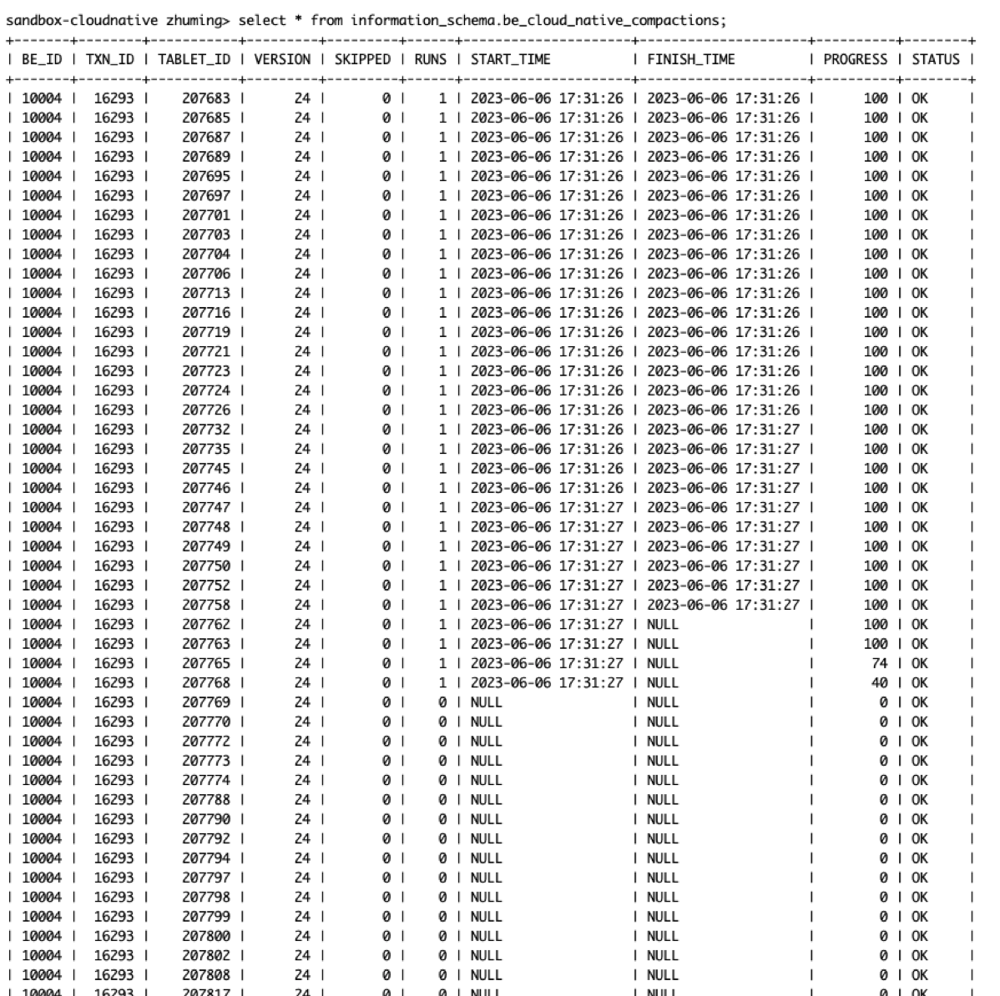 sandbox-cloudnative zhuming> select * from information_schema.be_cloud_native_compactions;
+-------+--------+-----------+---------+---------+------+---------------------+---------------------+----------+--------+
| BE_ID | TXN_ID | TABLET_ID | VERSION | SKIPPED | RUNS | START_TIME | FINISH_TIME | PROGRESS | STATUS |
+-------+--------+-----------+---------+---------+------+---------------------+---------------------+----------+--------+
| 10004 | 16293 | 207683 | 24 | 0 | 1 | 2023-06-06 17:31:26 | 2023-06-06 17:31:26 | 100 | OK |
| 10004 | 16293 | 207685 | 24 | 0 | 1 | 2023-06-06 17:31:26 | 2023-06-06 17:31:26 | 100 | OK |
| 10004 | 16293 | 207687 | 24 | 0 | 1 | 2023-06-06 17:31:26 | 2023-06-06 17:31:26 | 100 | OK |
| 10004 | 16293 | 207689 | 24 | 0 | 1 | 2023-06-06 17:31:26 | 2023-06-06 17:31:26 | 100 | OK |
| 10004 | 16293 | 207695 | 24 | 0 | 1 | 2023-06-06 17:31:26 | 2023-06-06 17:31:26 | 100 | OK |
| 10004 | 16293 | 207697 | 24 | 0 | 1 | 2023-06-06 17:31:26 | 2023-06-06 17:31:26 | 100 | OK |
| 10004 | 16293 | 207701 | 24 | 0 | 1 | 2023-06-06 17:31:26 | 2023-06-06 17:31:26 | 100 | OK |
| 10004 | 16293 | 207703 | 24 | 0 | 1 | 2023-06-06 17:31:26 | 2023-06-06 17:31:26 | 100 | OK |
| 10004 | 16293 | 207704 | 24 | 0 | 1 | 2023-06-06 17:31:26 | 2023-06-06 17:31:26 | 100 | OK |
| 10004 | 16293 | 207706 | 24 | 0 | 1 | 2023-06-06 17:31:26 | 2023-06-06 17:31:26 | 100 | OK |
| 10004 | 16293 | 207713 | 24 | 0 | 1 | 2023-06-06 17:31:26 | 2023-06-06 17:31:26 | 100 | OK |
| 10004 | 16293 | 207716 | 24 | 0 | 1 | 2023-06-06 17:31:26 | 2023-06-06 17:31:26 | 100 | OK |
| 10004 | 16293 | 207719 | 24 | 0 | 1 | 2023-06-06 17:31:26 | 2023-06-06 17:31:26 | 100 | OK |
| 10004 | 16293 | 207721 | 24 | 0 | 1 | 2023-06-06 17:31:26 | 2023-06-06 17:31:26 | 100 | OK |
| 10004 | 16293 | 207723 | 24 | 0 | 1 | 2023-06-06 17:31:26 | 2023-06-06 17:31:26 | 100 | OK |
| 10004 | 16293 | 207724 | 24 | 0 | 1 | 2023-06-06 17:31:26 | 2023-06-06 17:31:26 | 100 | OK |
| 10004 | 16293 | 207726 | 24 | 0 | 1 | 2023-06-06 17:31:26 | 2023-06-06 17:31:26 | 100 | OK |
| 10004 | 16293 | 207732 | 24 | 0 | 1 | 2023-06-06 17:31:26 | 2023-06-06 17:31:27 | 100 | OK |
| 10004 | 16293 | 207735 | 24 | 0 | 1 | 2023-06-06 17:31:26 | 2023-06-06 17:31:27 | 100 | OK |
| 10004 | 16293 | 207745 | 24 | 0 | 1 | 2023-06-06 17:31:26 | 2023-06-06 17:31:27 | 100 | OK |
| 10004 | 16293 | 207746 | 24 | 0 | 1 | 2023-06-06 17:31:26 | 2023-06-06 17:31:27 | 100 | OK |
| 10004 | 16293 | 207747 | 24 | 0 | 1 | 2023-06-06 17:31:27 | 2023-06-06 17:31:27 | 100 | OK |
| 10004 | 16293 | 207748 | 24 | 0 | 1 | 2023-06-06 17:31:27 | 2023-06-06 17:31:27 | 100 | OK |
| 10004 | 16293 | 207749 | 24 | 0 | 1 | 2023-06-06 17:31:27 | 2023-06-06 17:31:27 | 100 | OK |
| 10004 | 16293 | 207750 | 24 | 0 | 1 | 2023-06-06 17:31:27 | 2023-06-06 17:31:27 | 100 | OK |
| 10004 | 16293 | 207752 | 24 | 0 | 1 | 2023-06-06 17:31:27 | 2023-06-06 17:31:27 | 100 | OK |
| 10004 | 16293 | 207758 | 24 | 0 | 1 | 2023-06-06 17:31:27 | 2023-06-06 17:31:27 | 100 | OK |
| 10004 | 16293 | 207762 | 24 | 0 | 1 | 2023-06-06 17:31:27 | NULL | 100 | OK |
| 10004 | 16293 | 207763 | 24 | 0 | 1 | 2023-06-06 17:31:27 | NULL | 100 | OK |
| 10004 | 16293 | 207765 | 24 | 0 | 1 | 2023-06-06 17:31:27 | NULL | 74 | OK |
| 10004 | 16293 | 207768 | 24 | 0 | 1 | 2023-06-06 17:31:27 | NULL | 40 | OK |
| 10004 | 16293 | 207769 | 24 | 0 | 0 | NULL | NULL | 0 | OK |
| 10004 | 16293 | 207770 | 24 | 0 | 0 | NULL | NULL | 0 | OK |
| 10004 | 16293 | 207772 | 24 | 0 | 0 | NULL | NULL | 0 | OK |
| 10004 | 16293 | 207773 | 24 | 0 | 0 | NULL | NULL | 0 | OK |
| 10004 | 16293 | 207774 | 24 | 0 | 0 | NULL | NULL | 0 | OK |
| 10004 | 16293 | 207788 | 24 | 0 | 0 | NULL | NULL | 0 | OK |
| 10004 | 16293 | 207790 | 24 | 0 | 0 | NULL | NULL | 0 | OK |
| 10004 | 16293 | 207792 | 24 | 0 | 0 | NULL | NULL | 0 | OK |
| 10004 | 16293 | 207794 | 24 | 0 | 0 | NULL | NULL | 0 | OK |
| 10004 | 16293 | 207797 | 24 | 0 | 0 | NULL | NULL | 0 | OK |
| 10004 | 16293 | 207798 | 24 | 0 | 0 | NULL | NULL | 0 | OK |
| 10004 | 16293 | 207799 | 24 | 0 | 0 | NULL | NULL | 0 | OK |
| 10004 | 16293 | 207800 | 24 | 0 | 0 | NULL | NULL | 0 | OK |
| 10004 | 16293 | 207802 | 24 | 0 | 0 | NULL | NULL | 0 | OK |
| 10004 | 16293 | 207808 | 24 | 0 | 0 | NULL | NULL | 0 | OK |
| 10004 | 16293 | 207817 | 24 | 0 | 0 | NULL | NULL | 0 | OK |